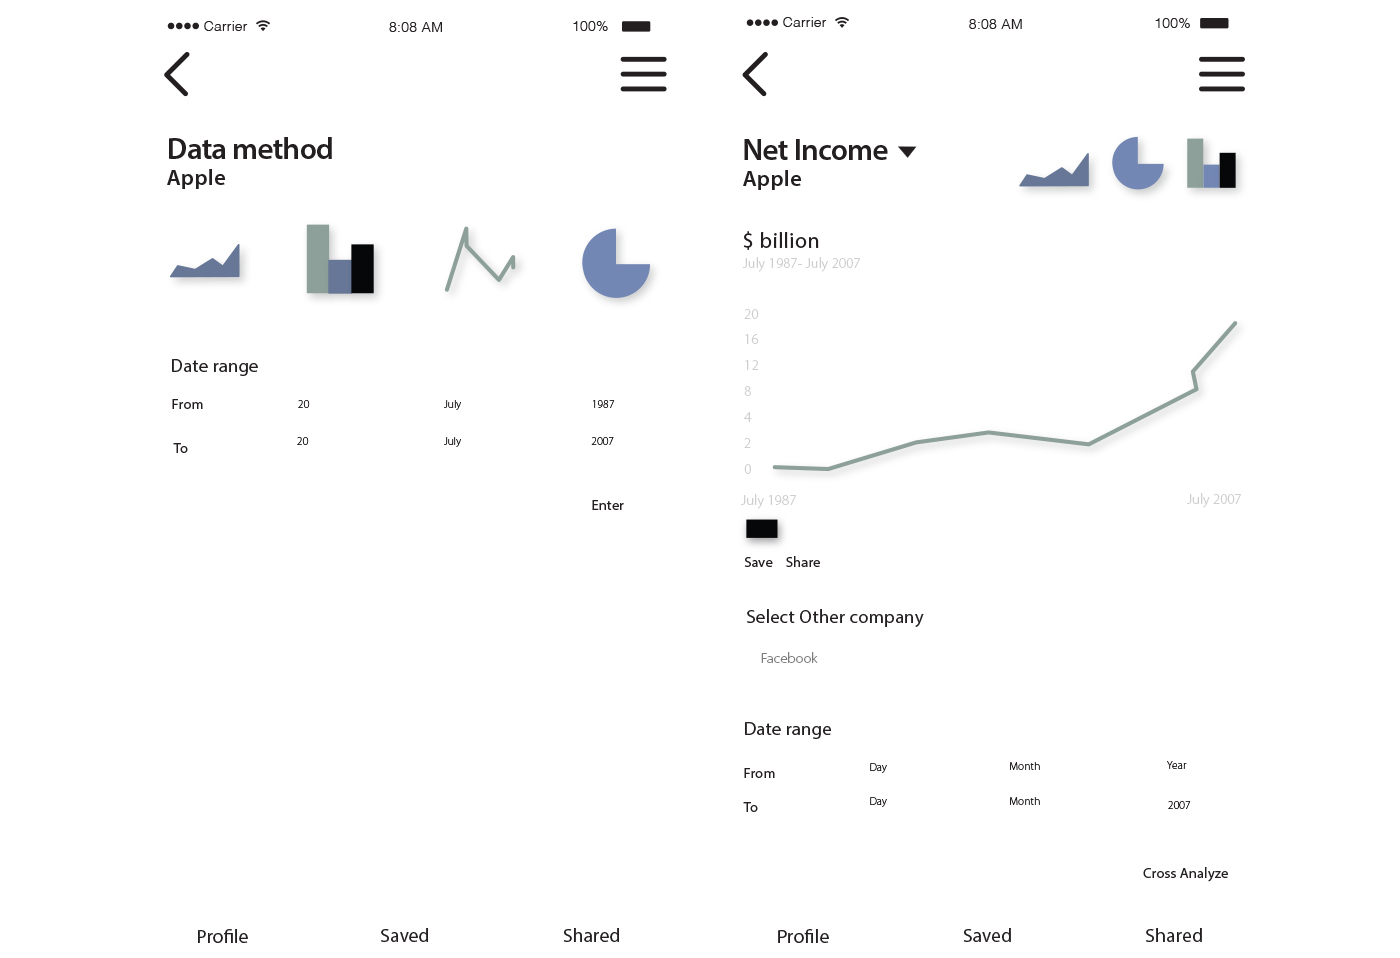 Carrier 8:08 AM 100%
Data method
Apple
Date range
From 20 July 1987
To 20 July 2007
Enter
Profile Saved Shared
Carrier 8:08 AM 100%
Net Income
Apple
$ billion
July 1987- July 2007
20
16
12
8
4
2
0
July 1987 July 2007
Save Share
Select Other company
Facebook
Date range
From Day Month Year
To Day Month 2007
Cross Analyze
Profile Saved Shared